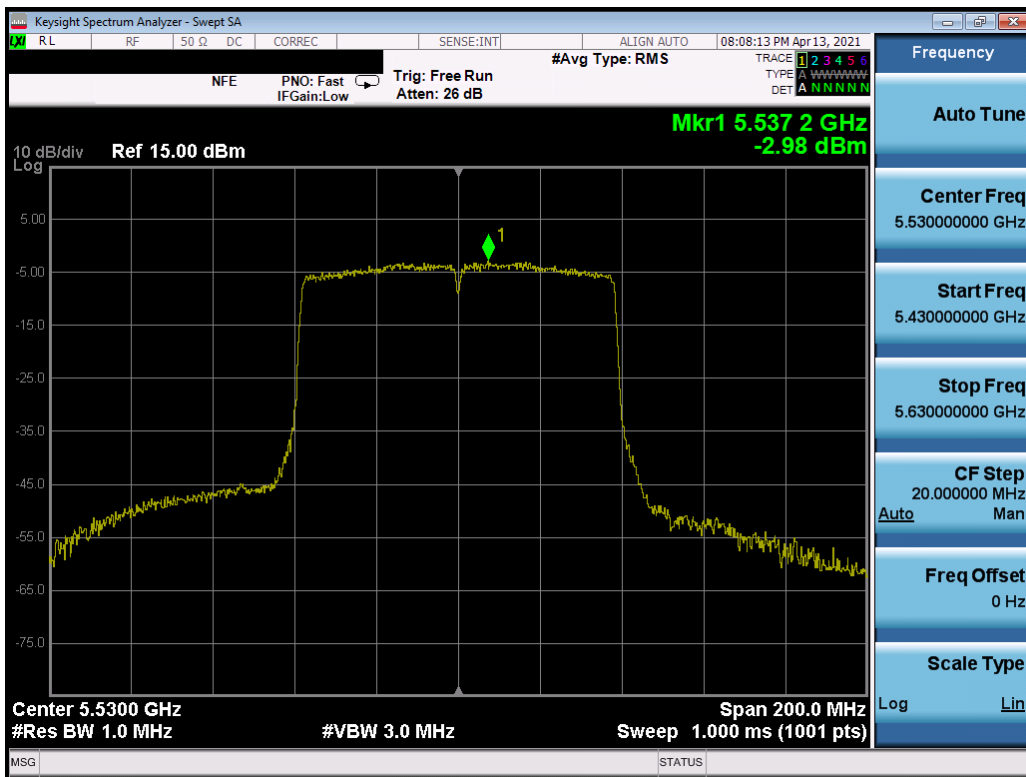 Keysight Spectrum Analyzer - Swept SA
LXI RL RF 50 Ω DC CORREC SENSE:INT ALIGN AUTO 08:08:13 PM Apr 13, 2021
NFE PNO: Fast Trig: Free Run #Avg Type: RMS TRACE 1 2 3 4 5 6
IFGain:Low Atten: 26 dB TYPE A WWWWW
DET A N N N N N
Mkr1 5.537 2 GHz
-2.98 dBm
10 dB/div Ref 15.00 dBm
Log
1
5.00
-5.00
-15.0
-25.0
-35.0
-45.0
-55.0
-65.0
-75.0
Center 5.5300 GHz Span 200.0 MHz
#Res BW 1.0 MHz #VBW 3.0 MHz Sweep 1.000 ms (1001 pts)
MSG STATUS
Frequency
Auto Tune
Center Freq
5.530000000 GHz
Start Freq
5.430000000 GHz
Stop Freq
5.630000000 GHz
CF Step
20.000000 MHz
Auto Man
Freq Offset
0 Hz
Scale Type
Log Lin